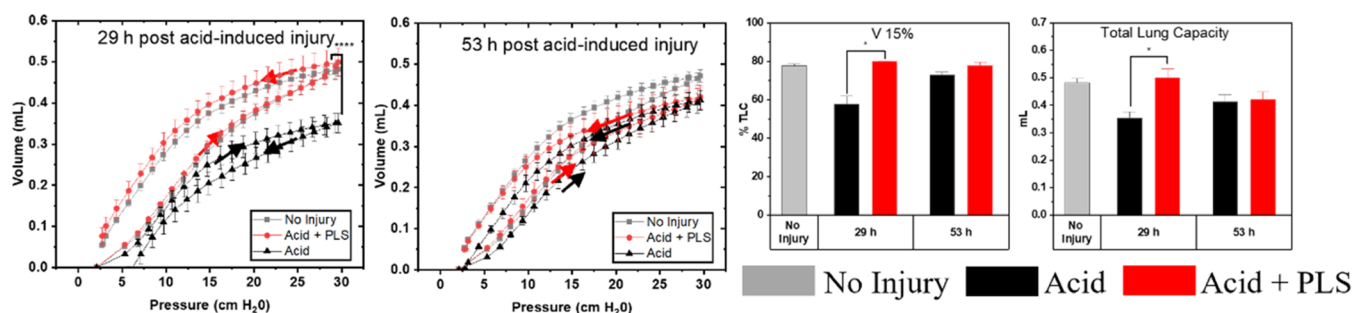 29 h post acid-induced injury
****
Volume (mL)
0.6
0.5
0.4
0.3
0.2
0.1
0.0
No Injury
Acid + PLS
Acid
0 5 10 15 20 25 30
Pressure (cm H₂0)
53 h post acid-induced injury
Volume (mL)
0.6
0.5
0.4
0.3
0.2
0.1
0.0
No Injury
Acid + PLS
Acid
0 5 10 15 20 25 30
Pressure (cm H₂0)
V 15%
*
% TLC
100
80
60
40
20
0
No
Injury
29 h
53 h
Total Lung Capacity
*
mL
0.6
0.5
0.4
0.3
0.2
0.1
0.0
No
Injury
29 h
53 h
No Injury
Acid
Acid + PLS